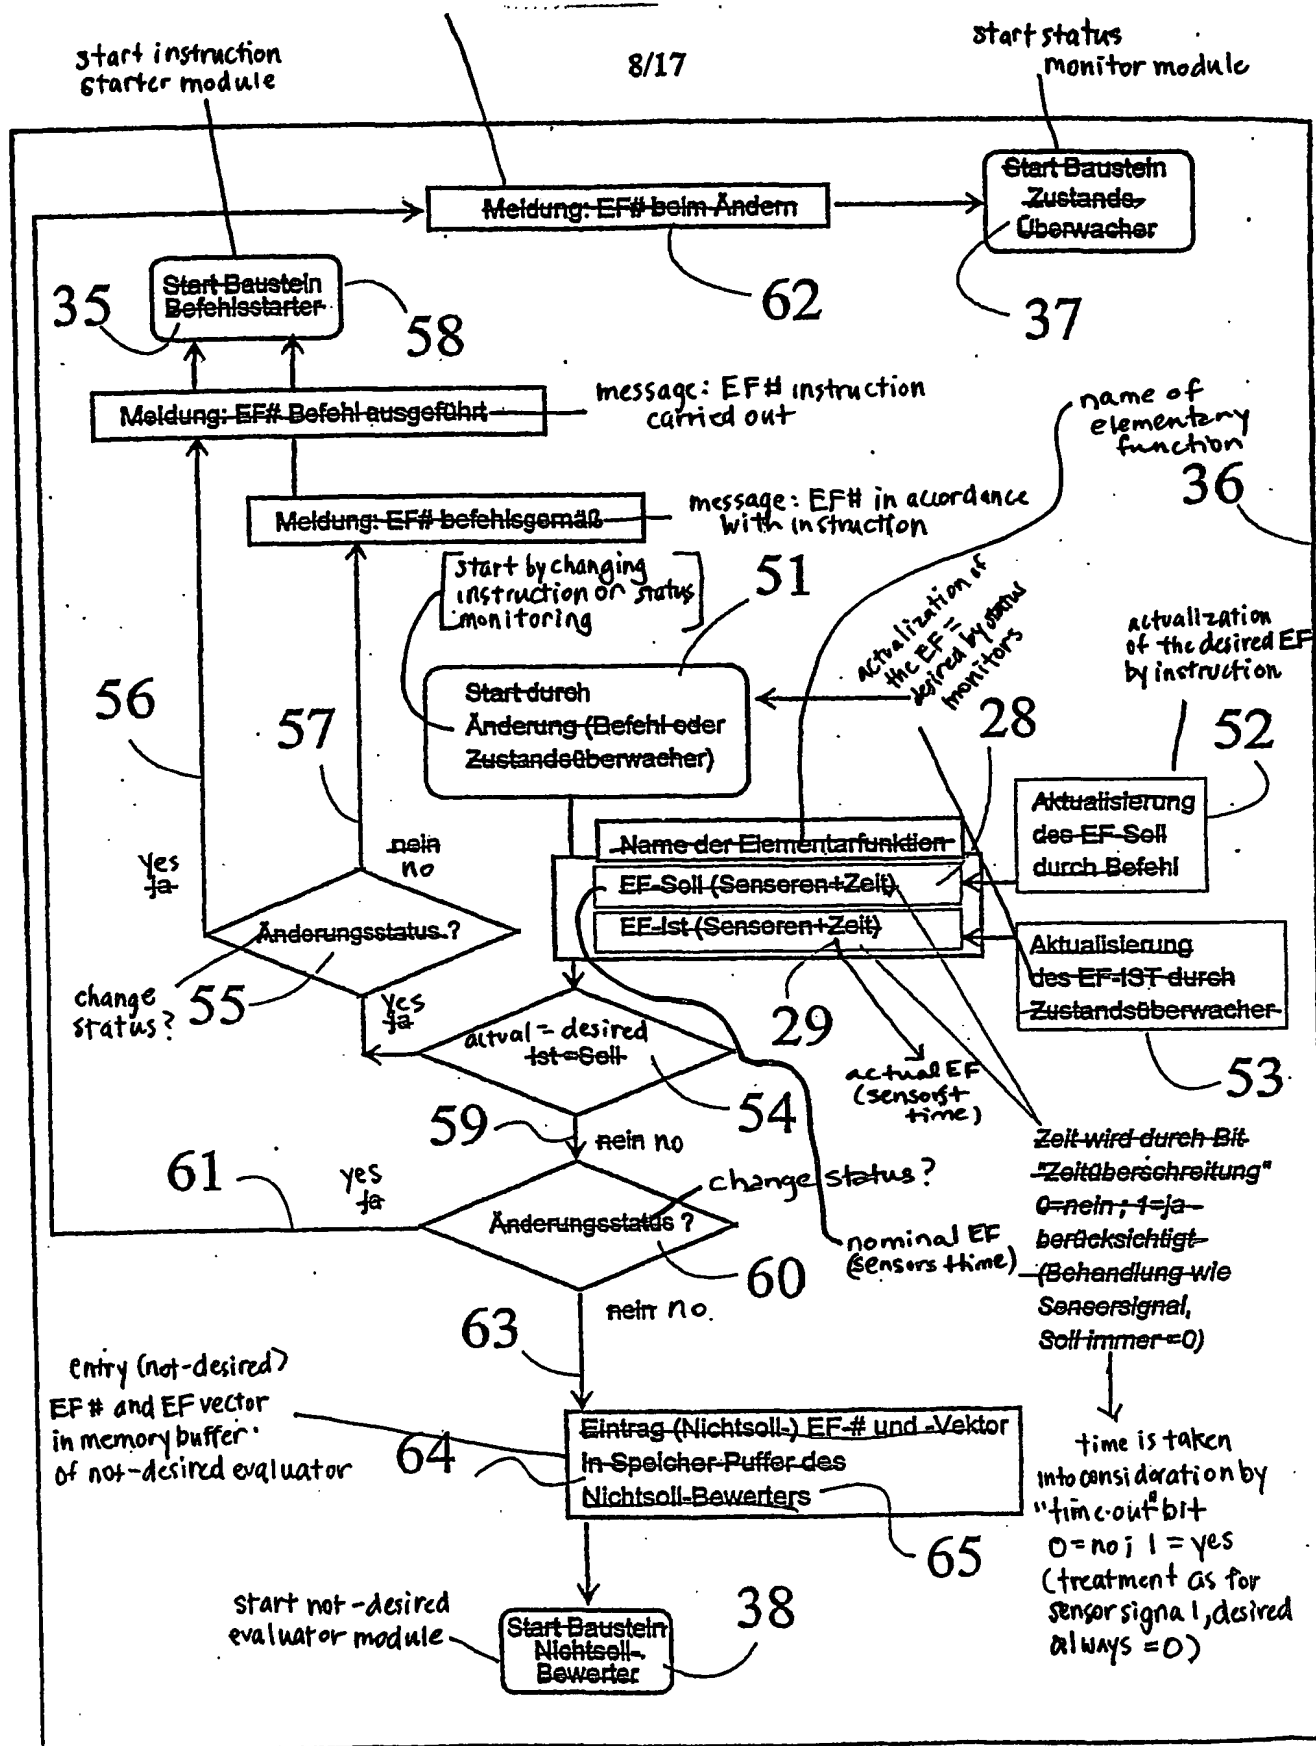 8/17
start instruction
starter module
start status
monitor module
Meldung: EF# beim Ändern
Start Baustein
Zustands-
Überwacher
62
37
35
Start Baustein
Befehlsstarter
58
Meldung: EF# Befehl ausgeführt
message: EF# instruction
carried out
name of
elementary
function
36
Meldung: EF# befehlsgemäß
message: EF# in accordance
with instruction
start by changing
instruction or status
monitoring
51
actualization of
the EF =
desired by status
monitors
actualization
of the desired EF
by instruction
56
57
Start durch
Änderung (Befehl oder
Zustandsüberwacher)
28
52
Aktualisierung
des EF-Soll
durch Befehl
Name der Elementarfunktion
EF-Soll (Sensoren+Zeit)
EF-Ist (Sensoren+Zeit)
Aktualisierung
des EF-IST durch
Zustandsüberwacher
53
yes
ja
nein
no
Änderungsstatus ?
change
status?
55
yes
ja
actual = desired
Ist=Soll
54
29
actual EF
(sensors+
time)
59
nein no
61
yes
ja
change status?
Änderungsstatus ?
60
nominal EF
(sensors+time)
Zeit wird durch Bit
"Zeitüberschreitung"
0=nein ; 1=ja
berücksichtigt
(Behandlung wie
Sensorsignal,
Soll immer =0)
nein no.
63
entry (not-desired)
EF# and EF vector
in memory buffer
of not-desired evaluator
64
Eintrag (Nichtsoll-) EF-# und -Vektor
in Speicher-Puffer des
Nichtsoll-Bewerters
65
time is taken
into consideration by
"time-out" bit
0=no; 1=yes
(treatment as for
sensor signal, desired
always =0)
start not-desired
evaluator module
Start Baustein
Nichtsoll-
Bewerter
38